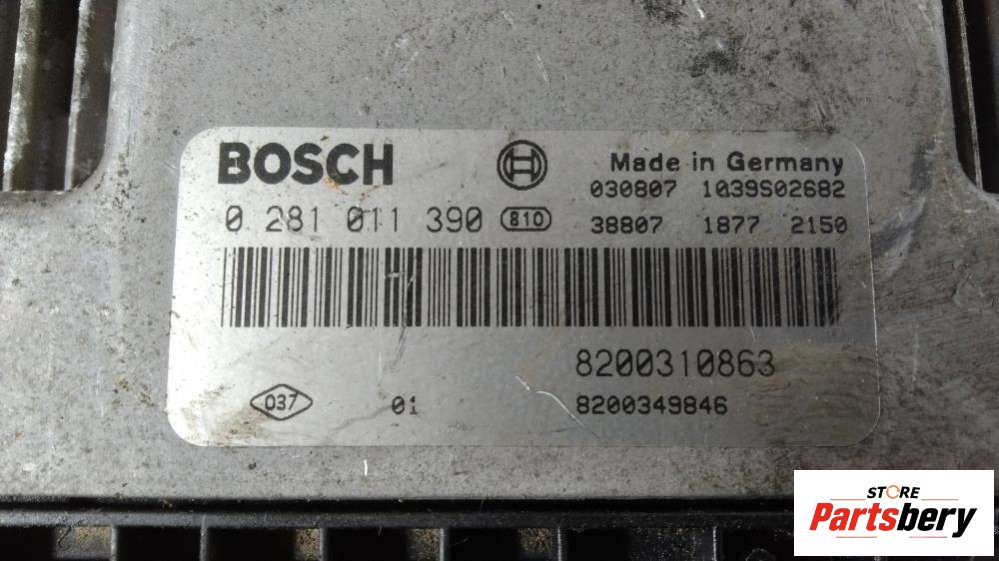 BOSCH
Made in Germany
030807 1039S02682
0 281 011 390 810
38807 1877 2150
8200310863
037 01 8200349846
STORE
Partsbery